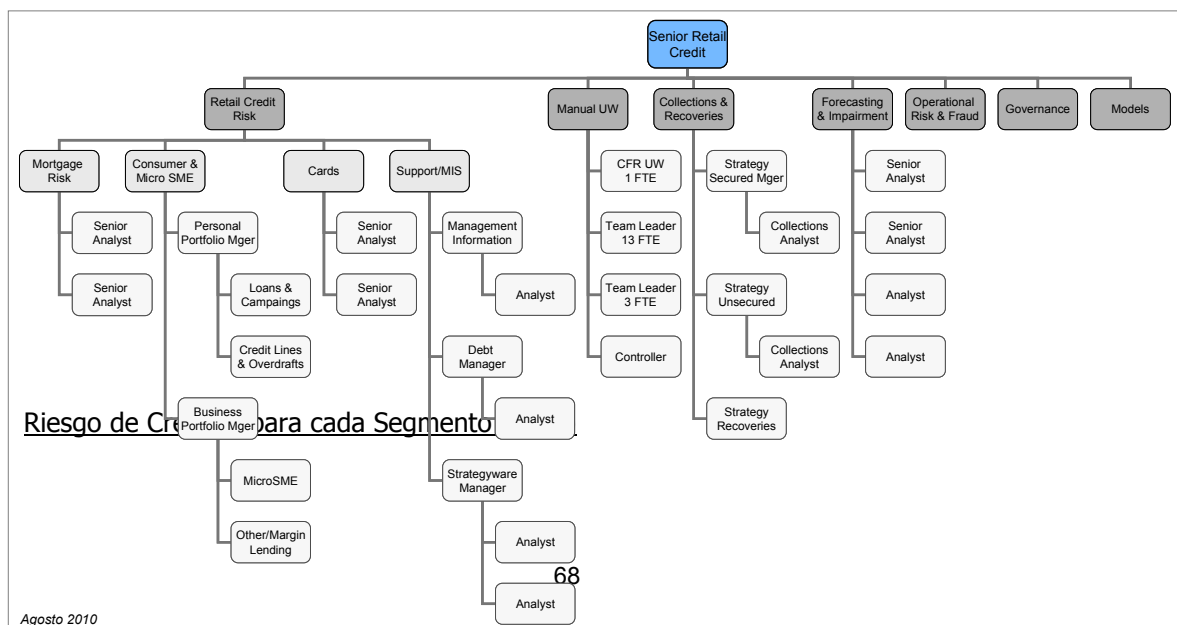 Senior Retail
Credit
Retail Credit
Risk
Manual UW
Collections &
Recoveries
Forecasting
& Impairment
Operational
Risk & Fraud
Governance
Models
Mortgage
Risk
Consumer &
Micro SME
Cards
Support/MIS
CFR UW
1 FTE
Strategy
Secured Mger
Senior
Analyst
Senior
Analyst
Personal
Portfolio Mger
Senior
Analyst
Management
Information
Team Leader
13 FTE
Collections
Analyst
Senior
Analyst
Senior
Analyst
Loans &
Campaings
Senior
Analyst
Analyst
Team Leader
3 FTE
Strategy
Unsecured
Analyst
Credit Lines
& Overdrafts
Debt
Manager
Controller
Collections
Analyst
Analyst
Riesgo de para cada Segmento
Business
Portfolio Mger
Analyst
Strategy
Recoveries
MicroSME
Strategyware
Manager
Other/Margin
Lending
Analyst
68
Analyst
Agosto 2010